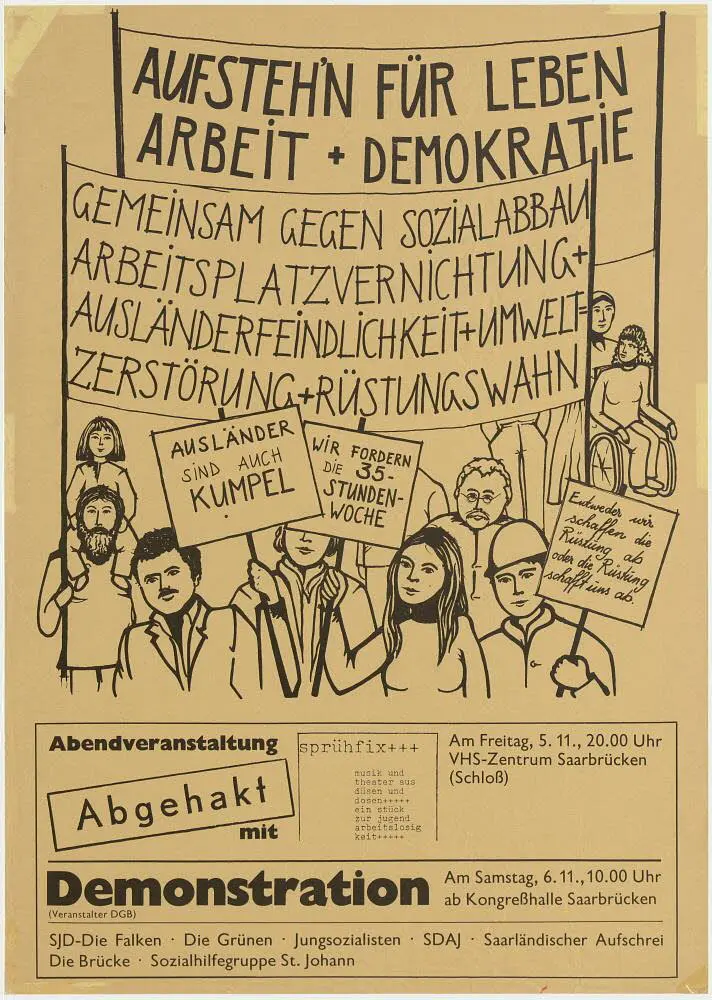 AUFSTEH'N FÜR LEBEN
ARBEIT + DEMOKRATIE
GEMEINSAM GEGEN SOZIALABBAU
ARBEITSPLATZVERNICHTUNG+
AUSLÄNDERFEINDLICHKEIT+UMWELT=
ZERSTÖRUNG+RÜSTUNGSWAHN
AUSLÄNDER
SIND AUCH
KUMPEL
WIR FORDERN
DIE 35-
STUNDEN-
WOCHE
Entweder wir
schaffen die
Rüstung ab
oder die Rüstung
schafft uns ab.
Abendveranstaltung
Abgehakt
mit
sprühfix+++
musik und
theater aus
düsen und
dosen+++++
ein stück
zur jugend
arbeitslosig
keit+++++
Am Freitag, 5. 11., 20.00 Uhr
VHS-Zentrum Saarbrücken
(Schloß)
Demonstration
(Veranstalter DGB)
Am Samstag, 6. 11., 10.00 Uhr
ab Kongreßhalle Saarbrücken
SJD-Die Falken · Die Grünen · Jungsozialisten · SDAJ · Saarländischer Aufschrei
Die Brücke · Sozialhilfegruppe St. Johann